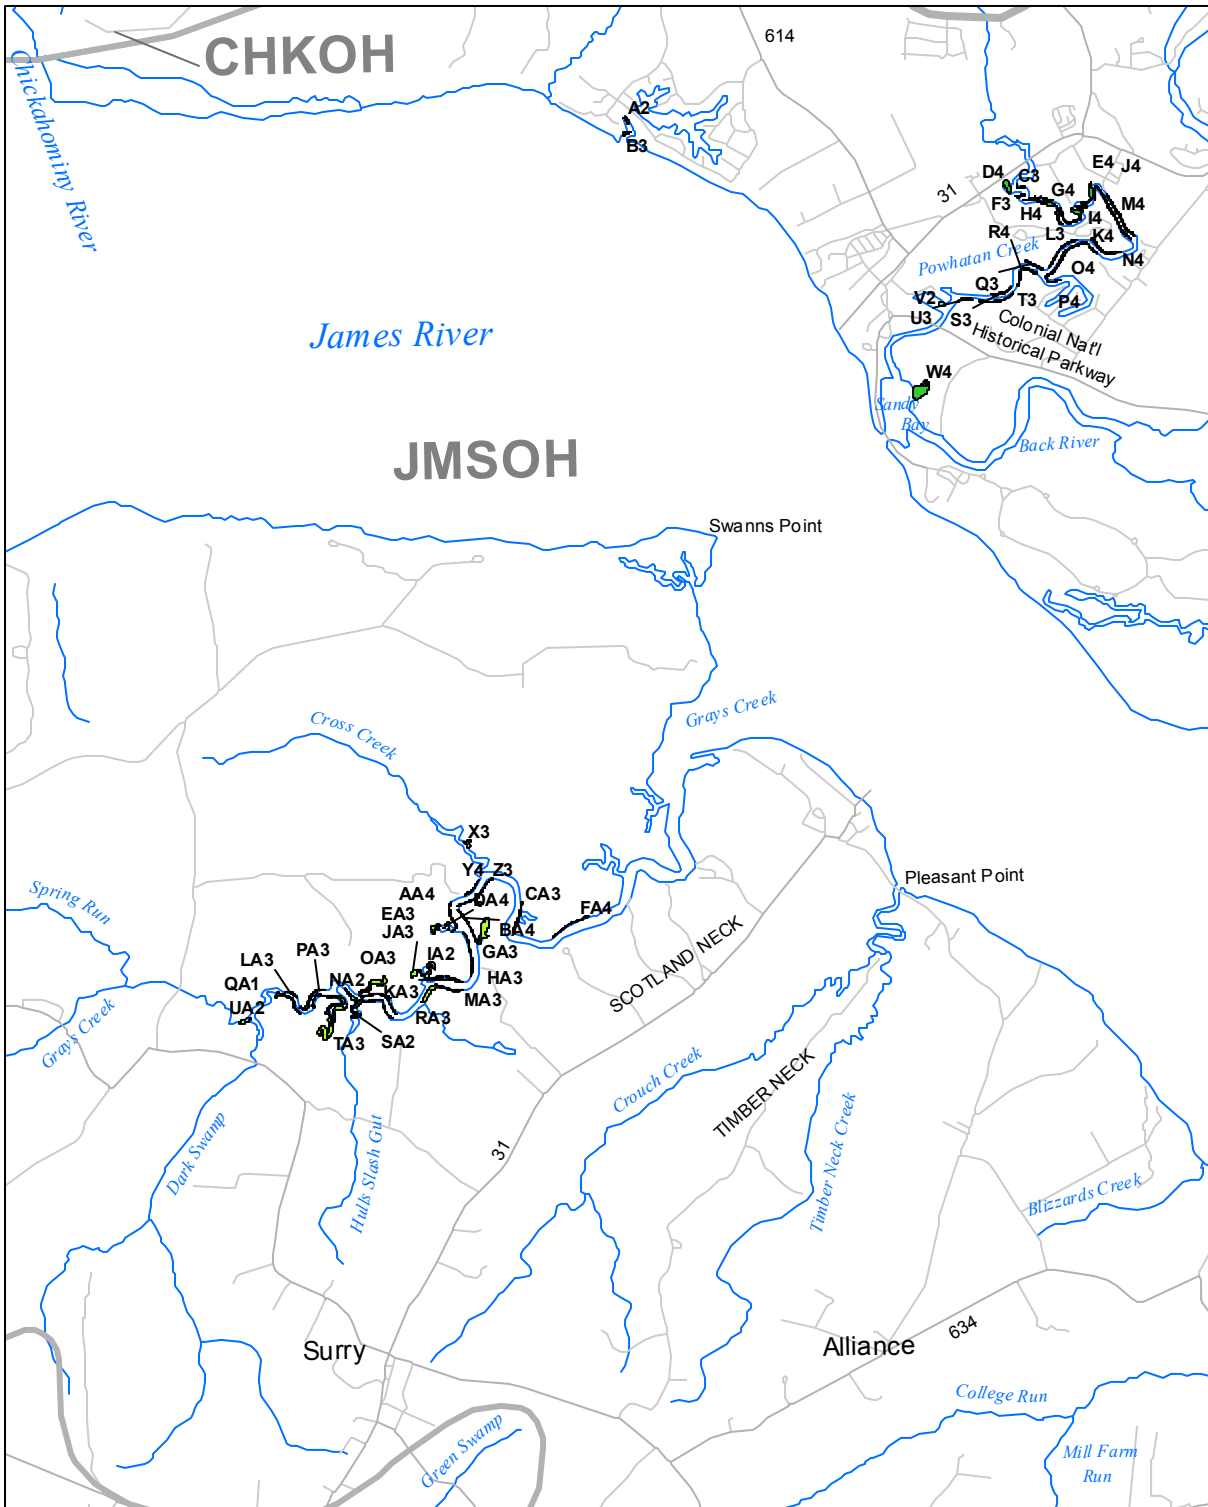 CHKOH
614
Chickahominy River
A2
B3
E4
J4
D4
C3
G4
31
F3
H4
I4
M4
L3
K4
R4
N4
Powhatan Creek
O4
Q3
V2
T3
P4
U3
S3
Colonial Nat'l
Historical Parkway
James River
W4
Sandy
Bay
Back River
JMSOH
Swanns Point
Grays Creek
Cross Creek
X3
Y4
Z3
Pleasant Point
Spring Run
AA4
DA4
CA3
FA4
EA3
BA4
JA3
GA3
SCOTLAND NECK
PA3
OA3
IA2
LA3
HA3
QA1
NA2
KA3
MA3
UA2
RA3
Grays Creek
TA3
SA2
Crouch Creek
TIMBER NECK
Timber Neck Creek
Dark Swamp
Hulls Slash Gut
31
Blizzards Creek
Surry
Alliance
634
College Run
Green Swamp
Mill Farm
Run